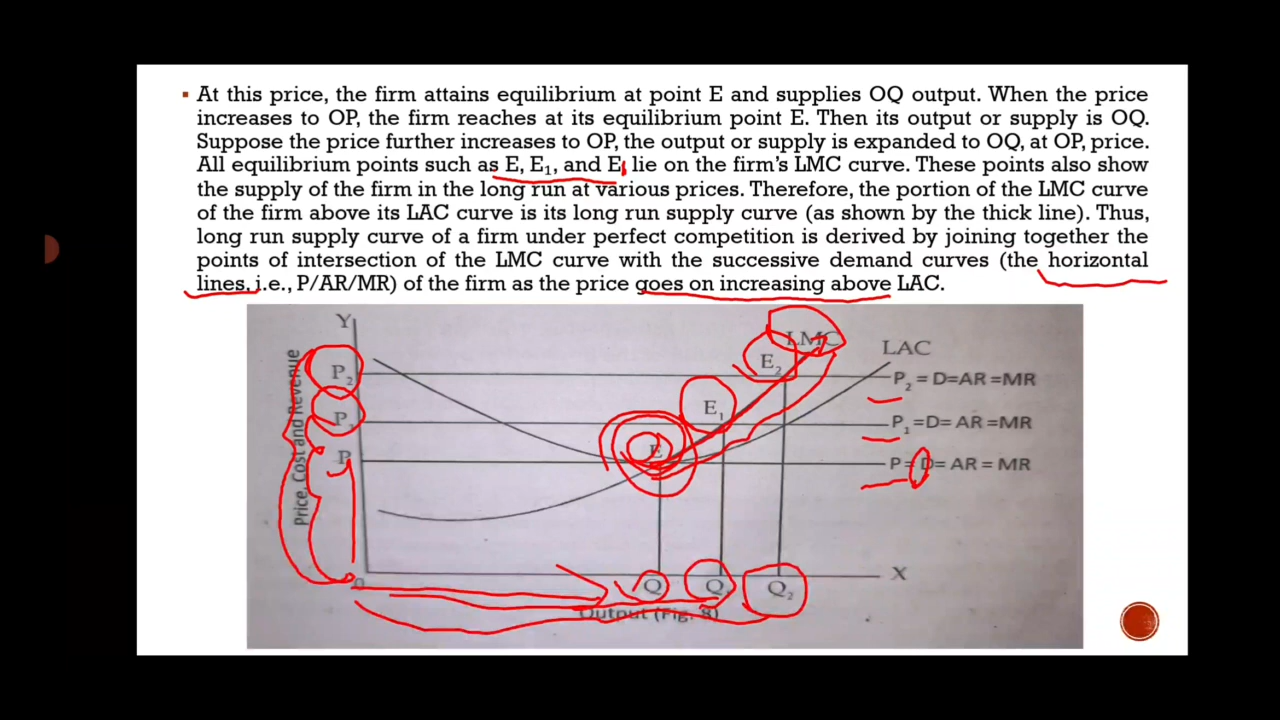 ▪ At this price, the firm attains equilibrium at point E and supplies OQ output. When the price
increases to OP, the firm reaches at its equilibrium point E. Then its output or supply is OQ.
Suppose the price further increases to OP, the output or supply is expanded to OQ, at OP, price.
All equilibrium points such as E, E₁, and E, lie on the firm's LMC curve. These points also show
the supply of the firm in the long run at various prices. Therefore, the portion of the LMC curve
of the firm above its LAC curve is its long run supply curve (as shown by the thick line). Thus,
long run supply curve of a firm under perfect competition is derived by joining together the
points of intersection of the LMC curve with the successive demand curves (the horizontal
lines, i.e., P/AR/MR) of the firm as the price goes on increasing above LAC.
Y
LMC
LAC
E₂
P₂
P₂ = D=AR =MR
E₁
P₁
P₁ =D= AR =MR
E
P
P= D= AR = MR
Price, Cost and Revenue
X
0
Q
Q₁
Q₂
Output (Fig. 8)